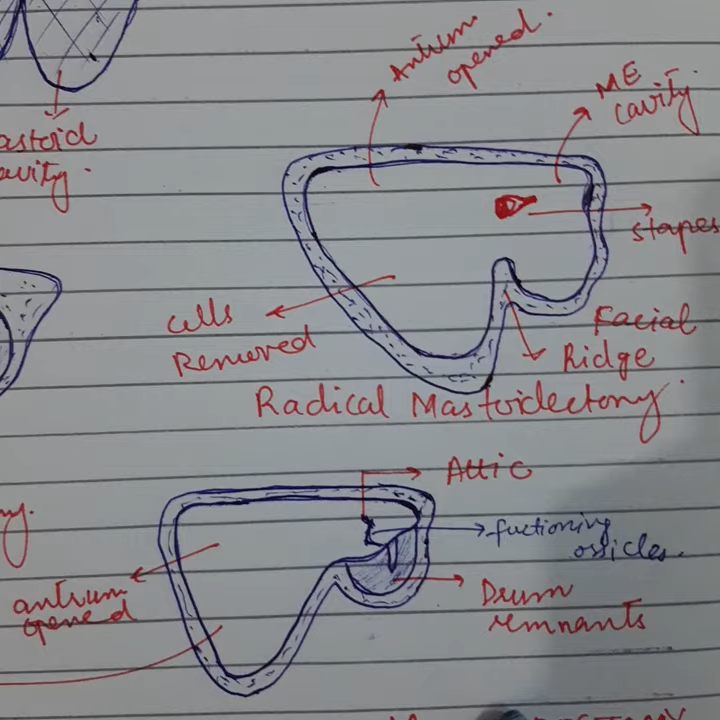 Antrum
opened.
ME
cavity.
astoid
avity.
stapes
cells
Removed
Facial
Ridge
Radical Mastoidectomy.
Attic
my.
fuctioning
ossicles.
antrum
opened
Drum
remnants